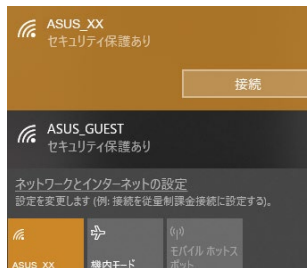 ASUS_XX
セキュリティ保護あり
接続
ASUS_GUEST
セキュリティ保護あり
ネットワークとインターネットの設定
設定を変更します (例: 接続を従量制課金接続に設定する)。
ASUS_XX
機内モード
モバイル ホットス
ポット